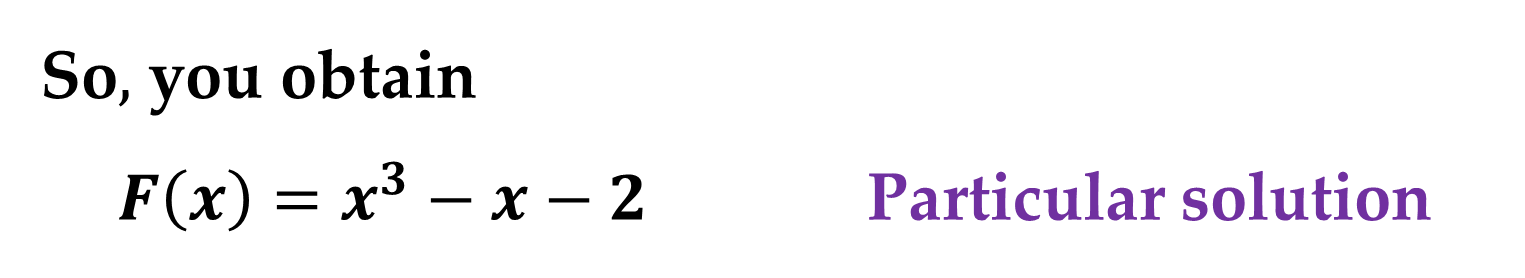 So, you obtain
F(x) = x³ − x − 2 Particular solution